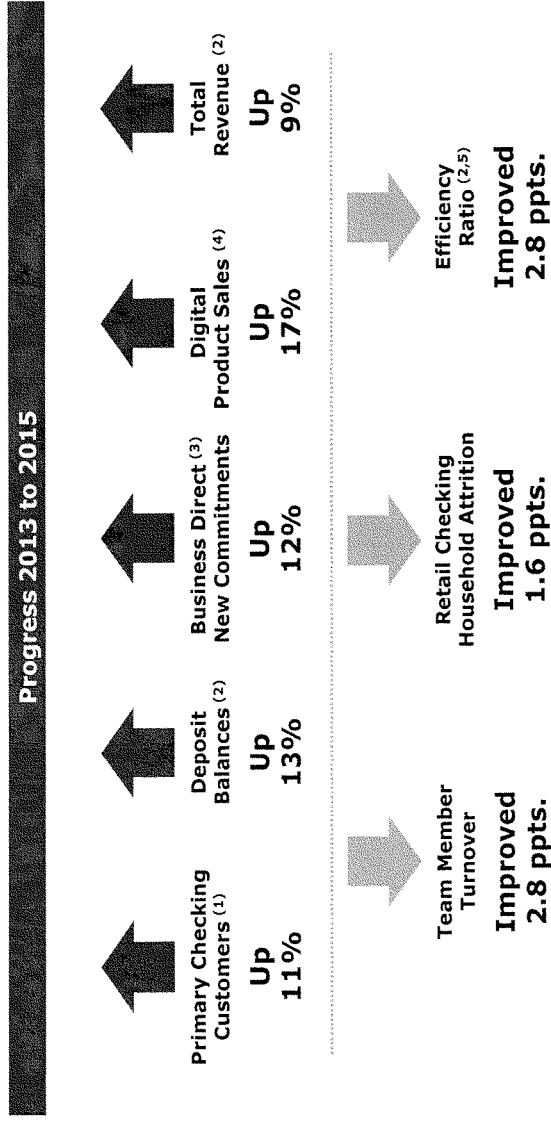 Progress 2013 to 2015
Primary Checking
Customers (1)
Up
11%
Deposit
Balances (2)
Up
13%
Business Direct (3)
New Commitments
Up
12%
Digital
Product Sales (4)
Up
17%
Total
Revenue (2)
Up
9%
Team Member
Turnover
Improved
2.8 ppts.
Retail Checking
Household Attrition
Improved
1.6 ppts.
Efficiency
Ratio (2,5)
Improved
2.8 ppts.